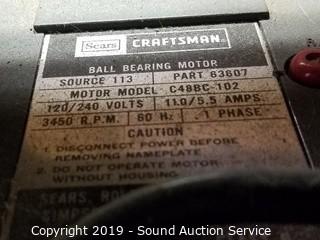 Sears CRAFTSMAN
BALL BEARING MOTOR
SOURCE 113 PART 63807
MOTOR MODEL C48BC-102
120/240 VOLTS 11.0/5.5 AMPS.
3450 R.P.M. 60 Hz 1 PHASE
CAUTION
1. DISCONNECT POWER BEFORE
REMOVING NAMEPLATE
2. DO NOT OPERATE MOTOR
WITHOUT HOUSING
SEARS,
Copyright 2019 - Sound Auction Service